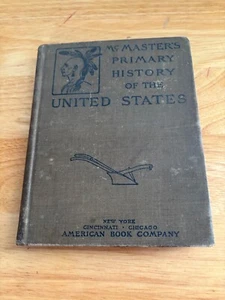 McMASTER'S
PRIMARY
HISTORY
OF THE
UNITED STATES
NEW YORK
CINCINNATI · CHICAGO
AMERICAN BOOK COMPANY